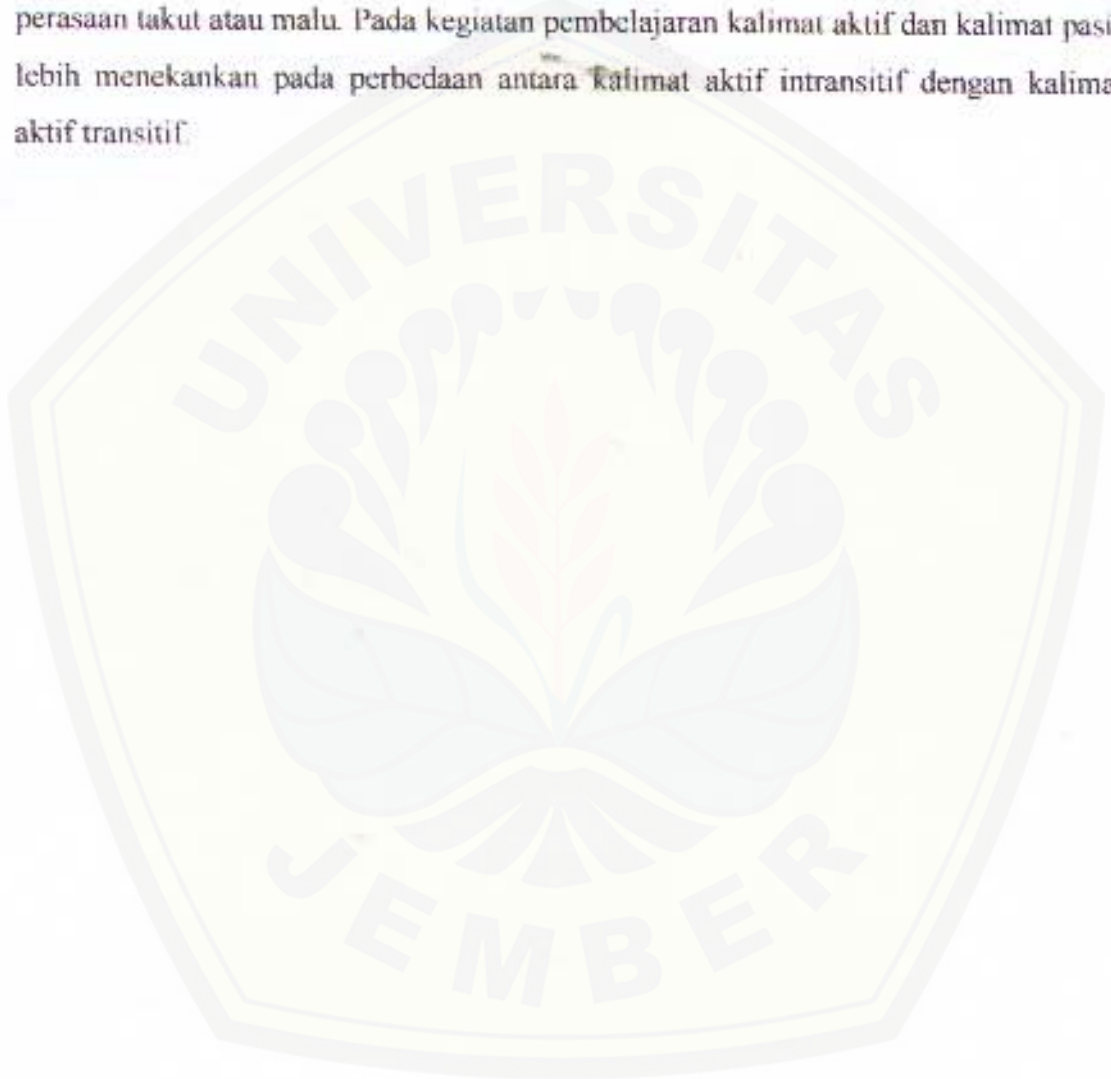 perasaan takut atau malu. Pada kegiatan pembelajaran kalimat aktif dan kalimat pasi
lebih menekankan pada perbedaan antara kalimat aktif intransitif dengan kalima
aktif transitif.
UNIVERSITAS
JEMBER